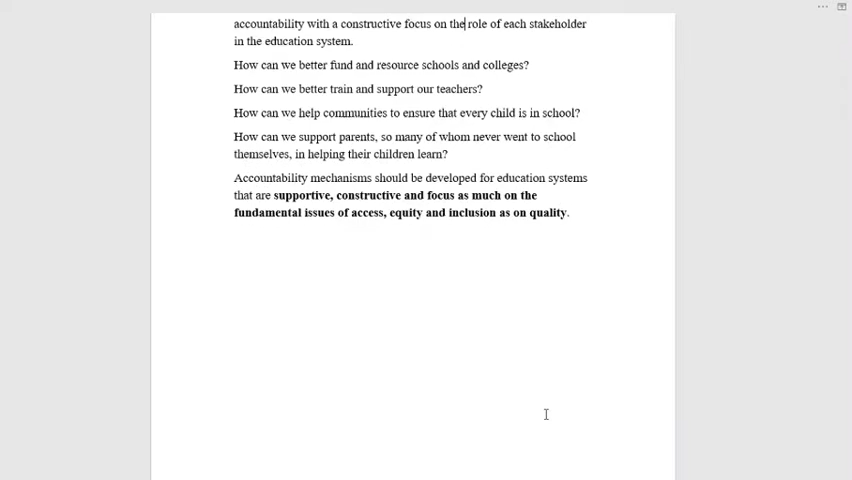 accountability with a constructive focus on the role of each stakeholder
in the education system.
How can we better fund and resource schools and colleges?
How can we better train and support our teachers?
How can we help communities to ensure that every child is in school?
How can we support parents, so many of whom never went to school
themselves, in helping their children learn?
Accountability mechanisms should be developed for education systems
that are supportive, constructive and focus as much on the
fundamental issues of access, equity and inclusion as on quality.